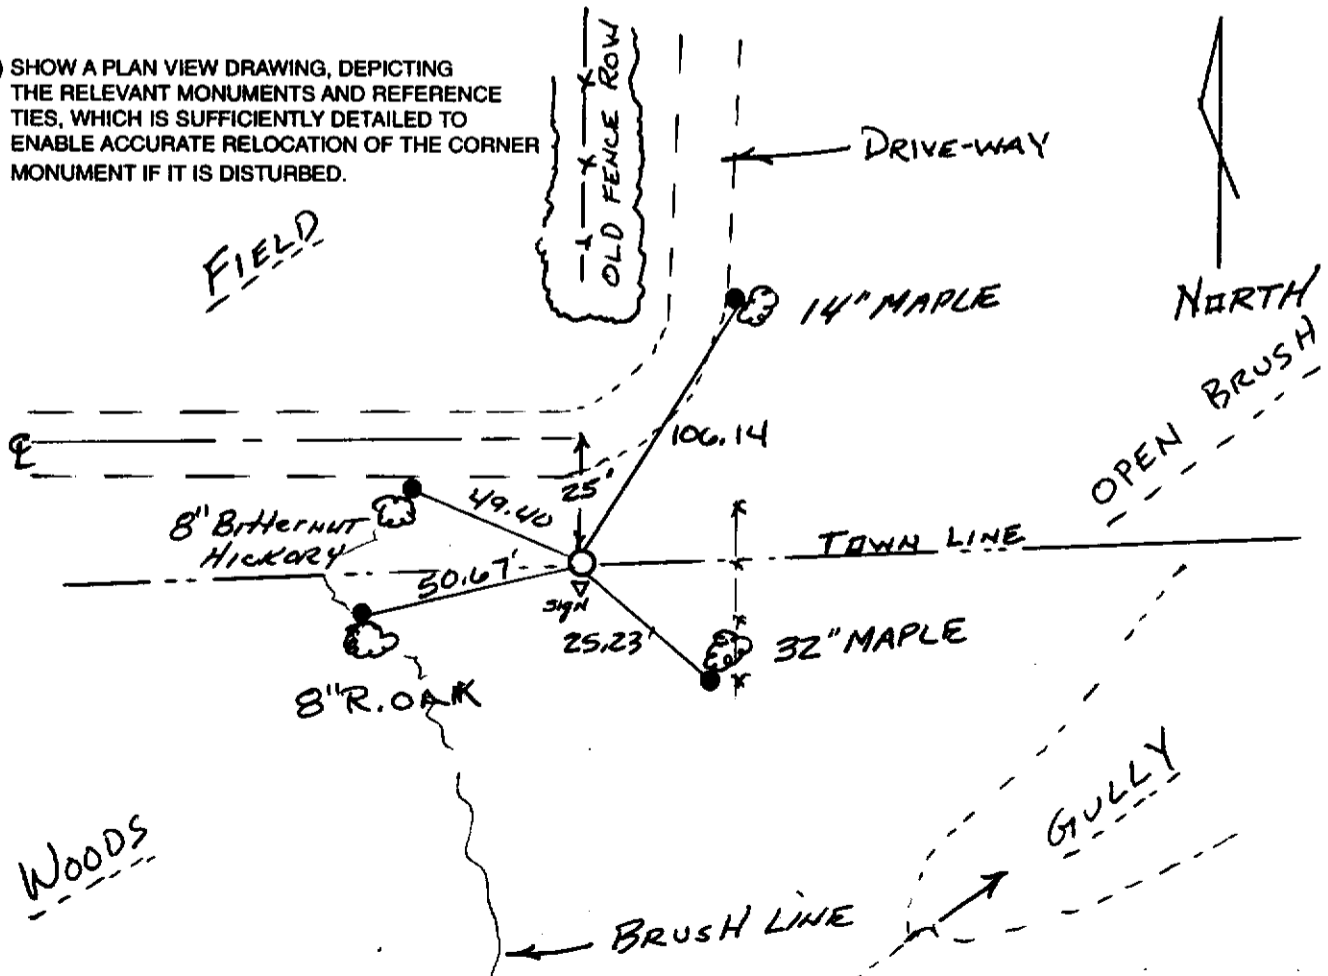 ) SHOW A PLAN VIEW DRAWING, DEPICTING
THE RELEVANT MONUMENTS AND REFERENCE
TIES, WHICH IS SUFFICIENTLY DETAILED TO
ENABLE ACCURATE RELOCATION OF THE CORNER
MONUMENT IF IT IS DISTURBED.
OLD FENCE ROW
DRIVE-WAY
FIELD
14" MAPLE
NORTH
OPEN BRUSH
106.14
℄
25'
49.40
8" Bitternut
HICKORY
TOWN LINE
50.67'
SIGN
25.23'
32" MAPLE
8" R. OAK
GULLY
WOODS
BRUSH LINE